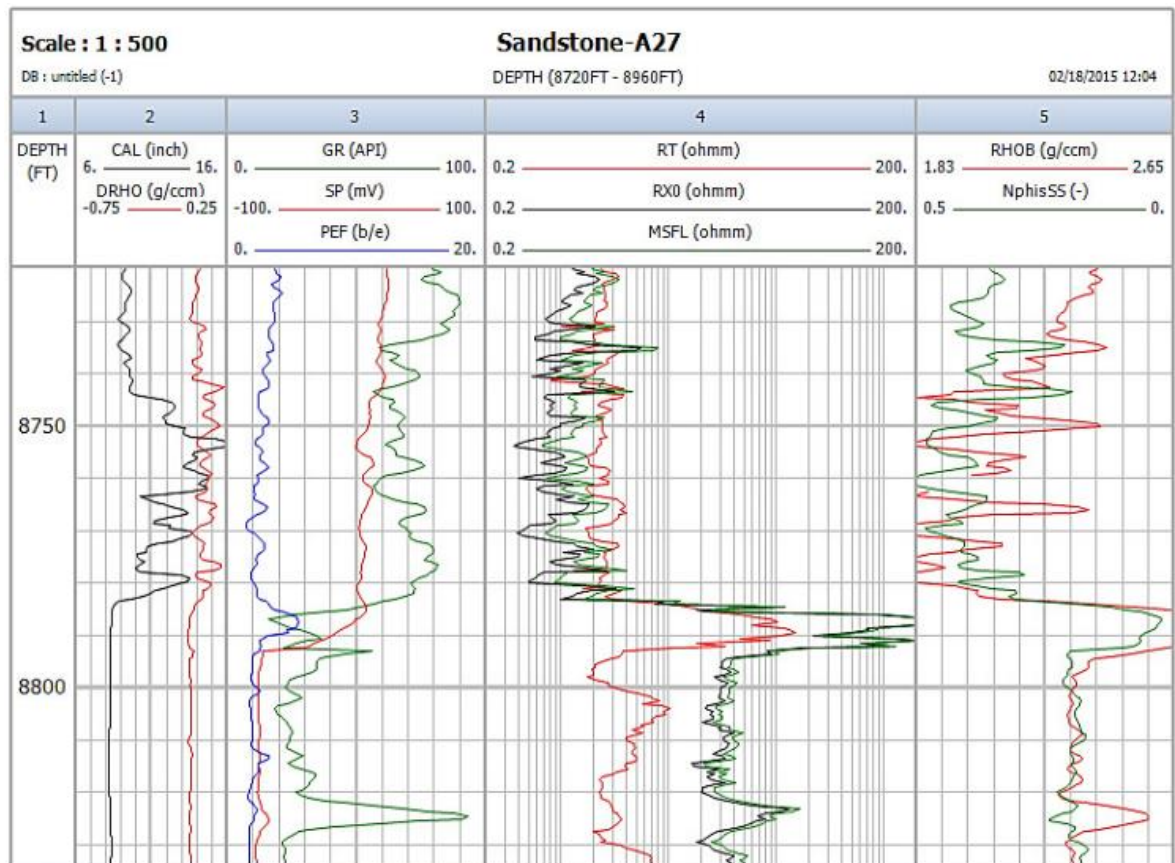 Scale : 1 : 500
Sandstone-A27
DB : untitled (-1)
DEPTH (8720FT - 8960FT)
02/18/2015 12:04
1 2 3 4 5
DEPTH (FT)
CAL (inch)
6. 16.
DRHO (g/ccm)
-0.75 0.25
GR (API)
0. 100.
SP (mV)
-100. 100.
PEF (b/e)
0. 20.
RT (ohmm)
0.2 200.
RX0 (ohmm)
0.2 200.
MSFL (ohmm)
0.2 200.
RHOB (g/ccm)
1.83 2.65
NphisSS (-)
0.5 0.
8750
8800